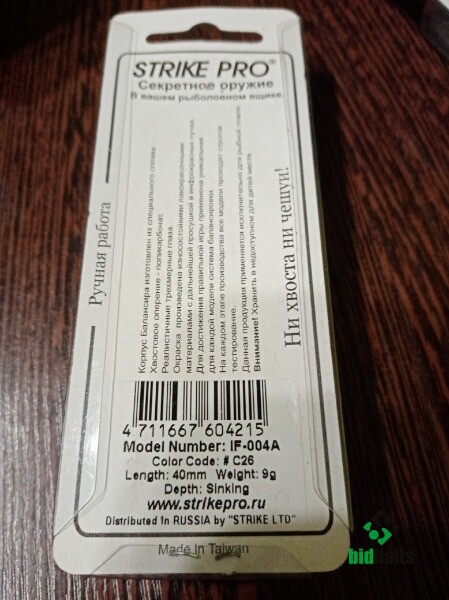 STRIKE PRO®
Секретное оружие
В вашем рыболовном ящике
Ручная работа
Корпус Балансира изготовлен из специального сплава.
Хвостовое оперение - поликарбонат.
Реалистичные трехмерные глаза.
Окраска произведена износостойкими лакокрасочными
материалами с дальнейшей просушкой в инфрокрасных лучах.
Для достижения правильной игры применена уникальная
для каждой модели система балансировки.
На каждом этапе производства все модели проходят строгое
тестирование.
Данная продукция применяется исключительно для рыбной ловли.
Внимание! Хранить в недоступном для детей месте.
Ни хвоста ни чешуи!
4 711667 604215
Model Number: IF-004A
Color Code: # C26
Length: 40mm Weight: 9g
Depth: Sinking
www.strikepro.ru
Distributed in RUSSIA by "STRIKE LTD"
Made in Taiwan